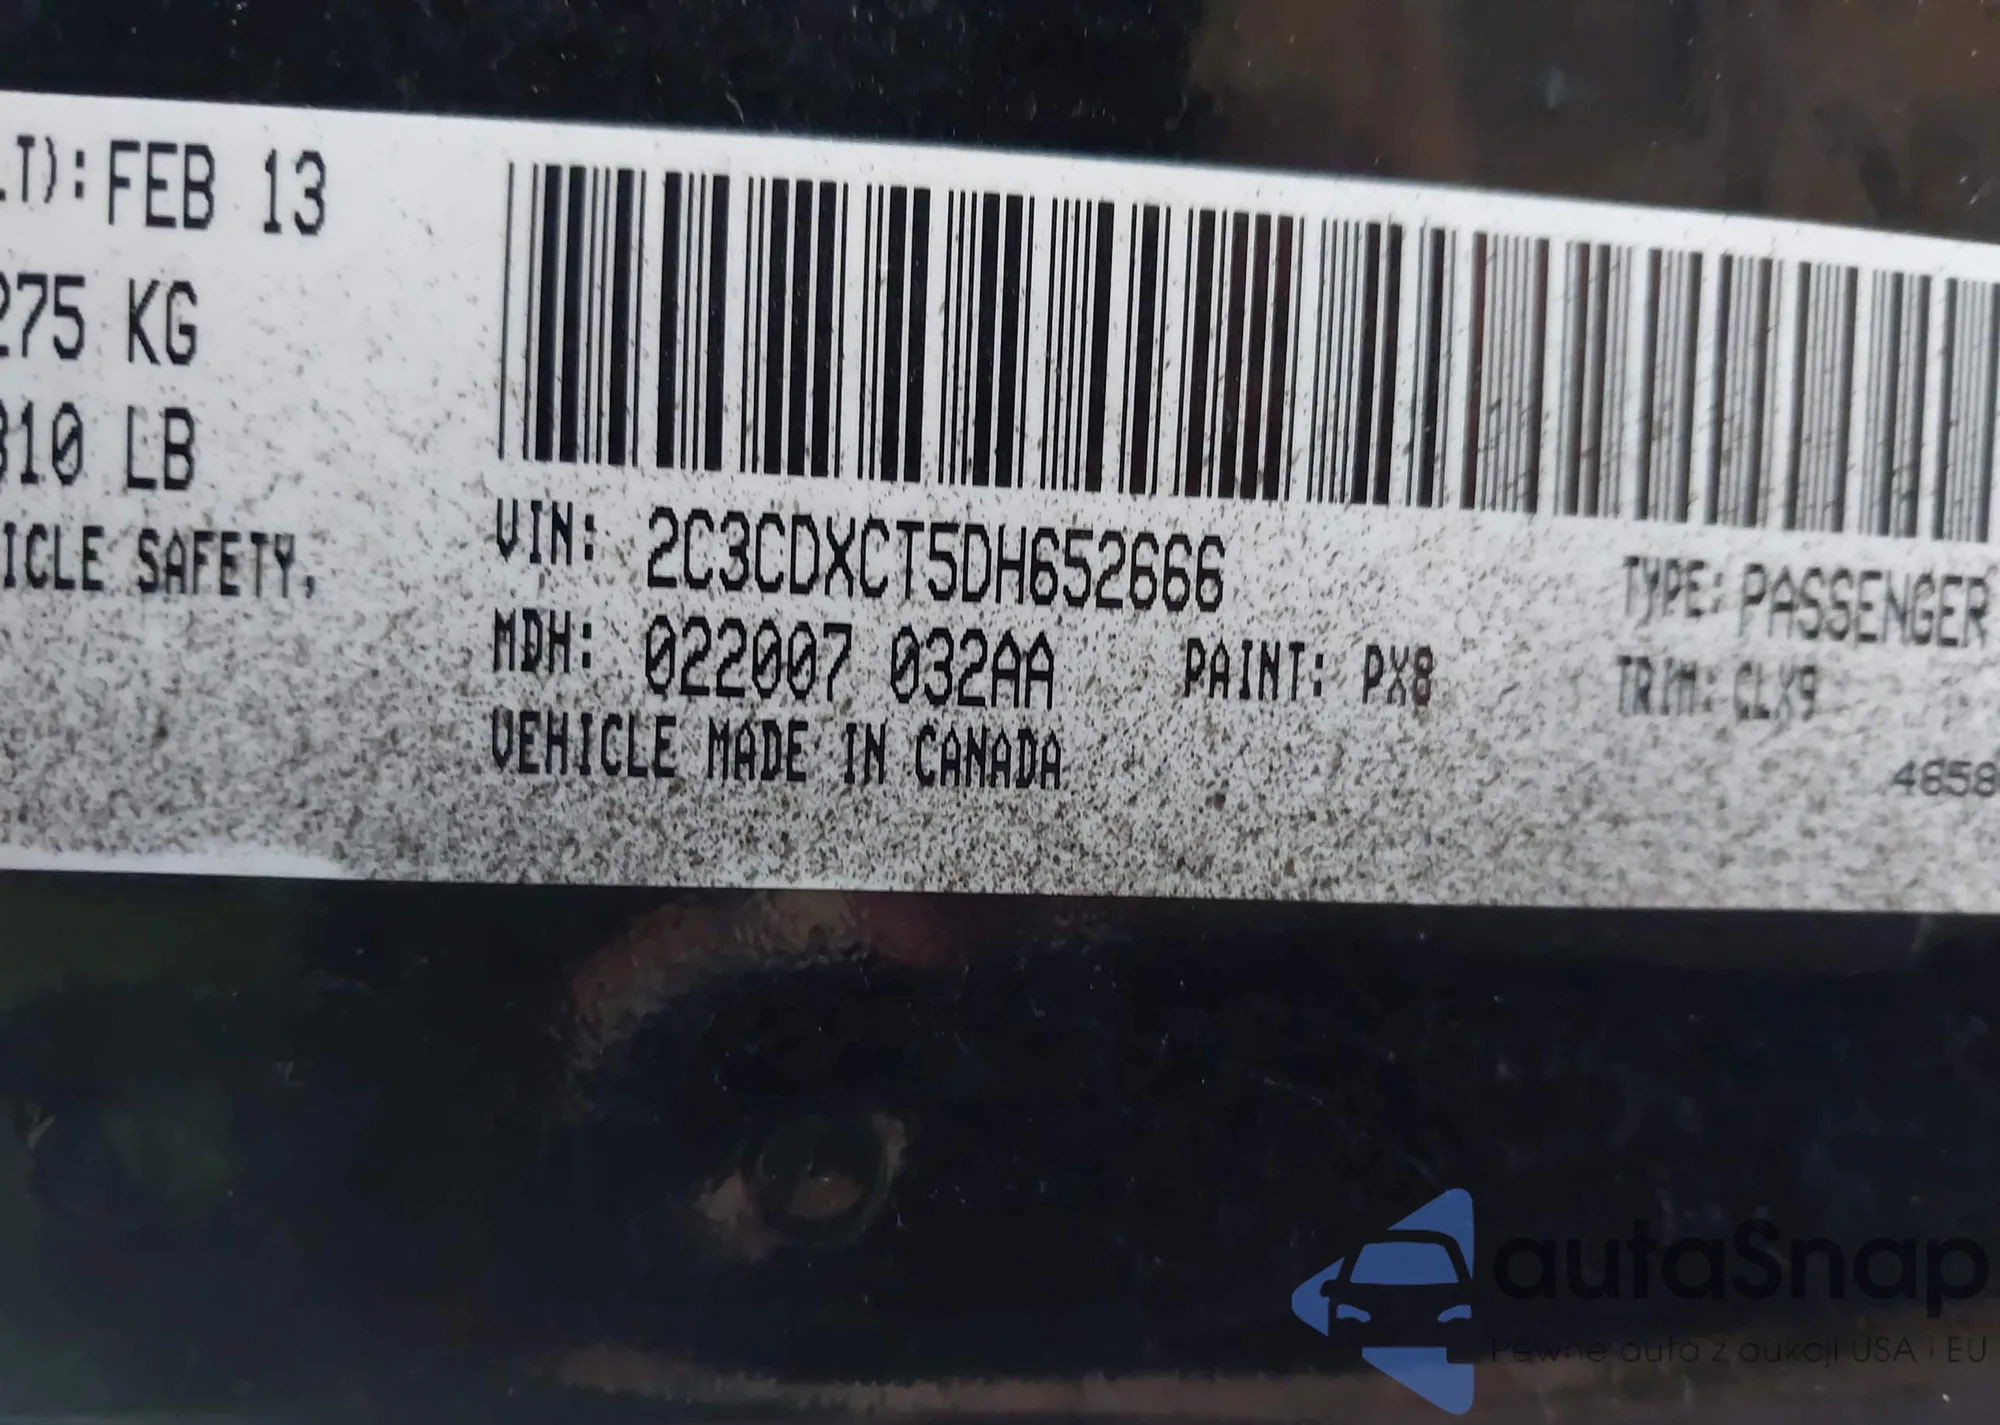 LT): FEB 13
275 KG
310 LB
ICLE SAFETY,
VIN: 2C3CDXCT5DH652666
MDH: 022007 032AA PAINT: PX8
VEHICLE MADE IN CANADA
TYPE: PASSENGER
TRIM: CLX9
4658
autaSnap
Pewne auta z aukcji USA i EU